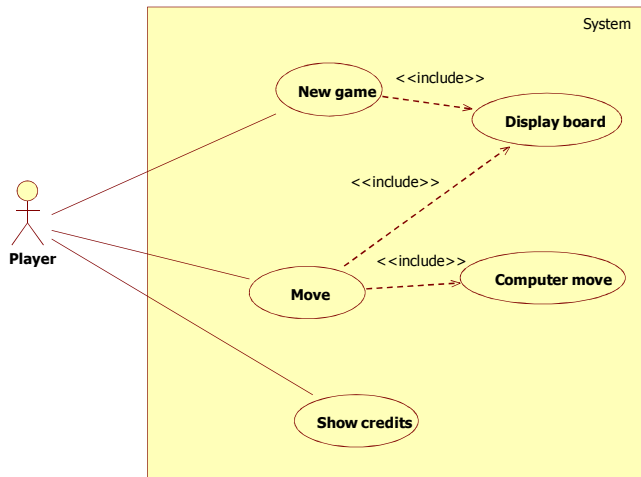 System
<<include>>
New game
Display board
<<include>>
Player
<<include>>
Move
Computer move
Show credits